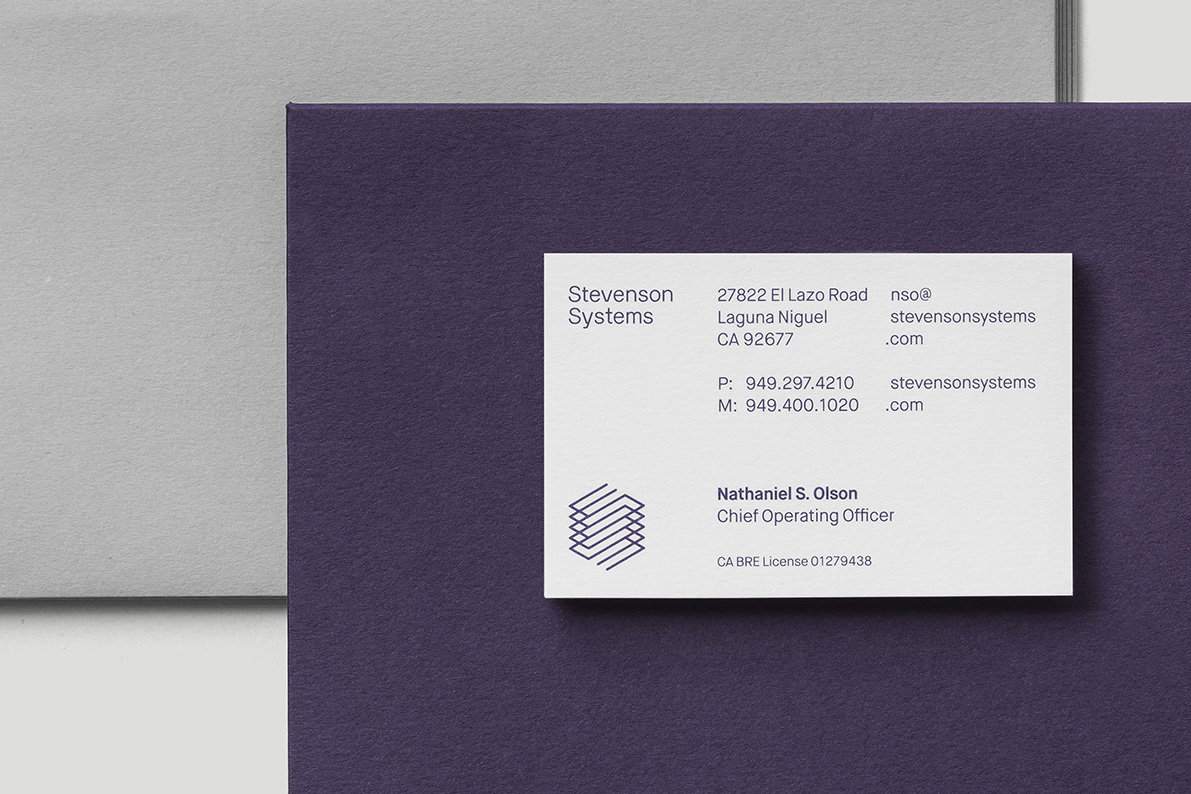 Stevenson
Systems
27822 El Lazo Road
Laguna Niguel
CA 92677
P: 949.297.4210
M: 949.400.1020
nso@
stevensonsystems
.com
stevensonsystems
.com
Nathaniel S. Olson
Chief Operating Officer
CA BRE License 01279438